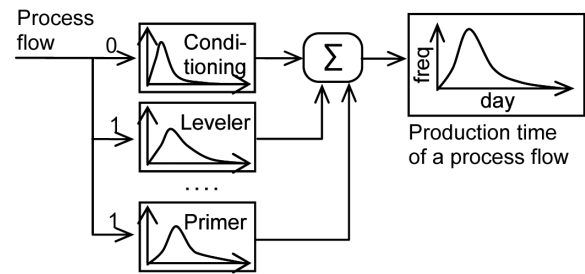 Process
flow
0
Condi-
tioning
1
Leveler
....
1
Primer
Σ
freq
day
Production time
of a process flow